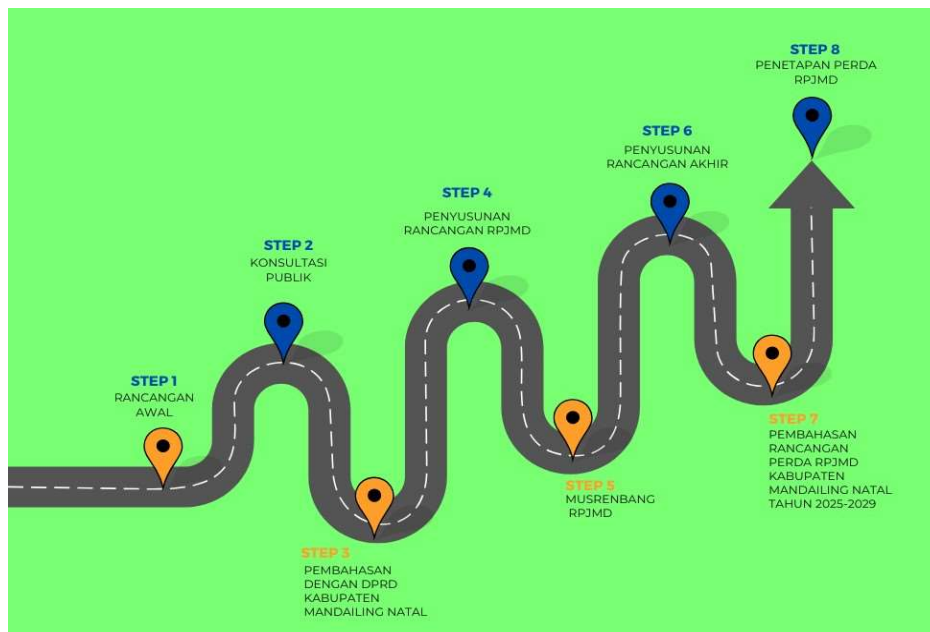 STEP 1
RANCANGAN
AWAL
STEP 2
KONSULTASI
PUBLIK
STEP 3
PEMBAHASAN
DENGAN DPRD
KABUPATEN
MANDAILING NATAL
STEP 4
PENYUSUNAN
RANCANGAN RPJMD
STEP 5
MUSRENBANG
RPJMD
STEP 6
PENYUSUNAN
RANCANGAN AKHIR
STEP 7
PEMBAHASAN
RANCANGAN
PERDA RPJMD
KABUPATEN
MANDAILING NATAL
TAHUN 2025-2029
STEP 8
PENETAPAN PERDA
RPJMD